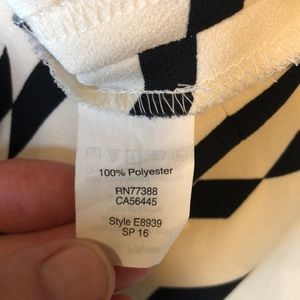 100% Polyester
RN77388
CA56445
Style E8939
SP 16